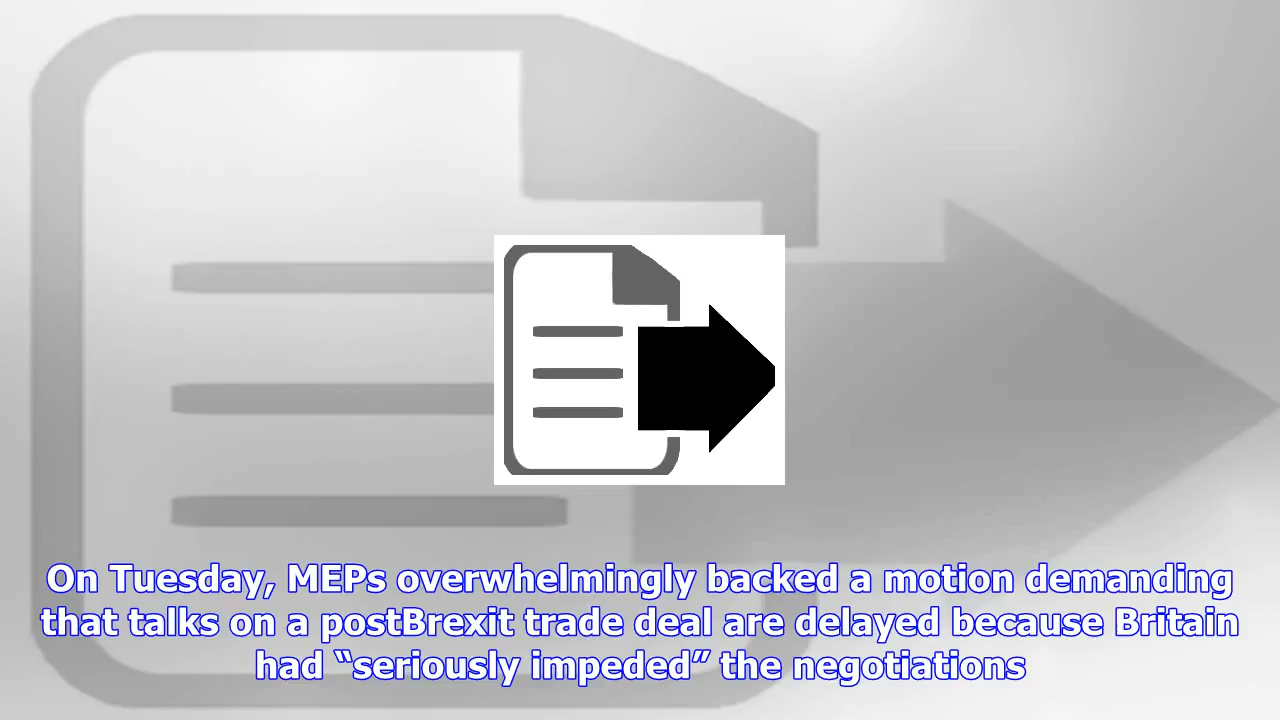 On Tuesday, MEPs overwhelmingly backed a motion demanding
that talks on a postBrexit trade deal are delayed because Britain
had “seriously impeded” the negotiations